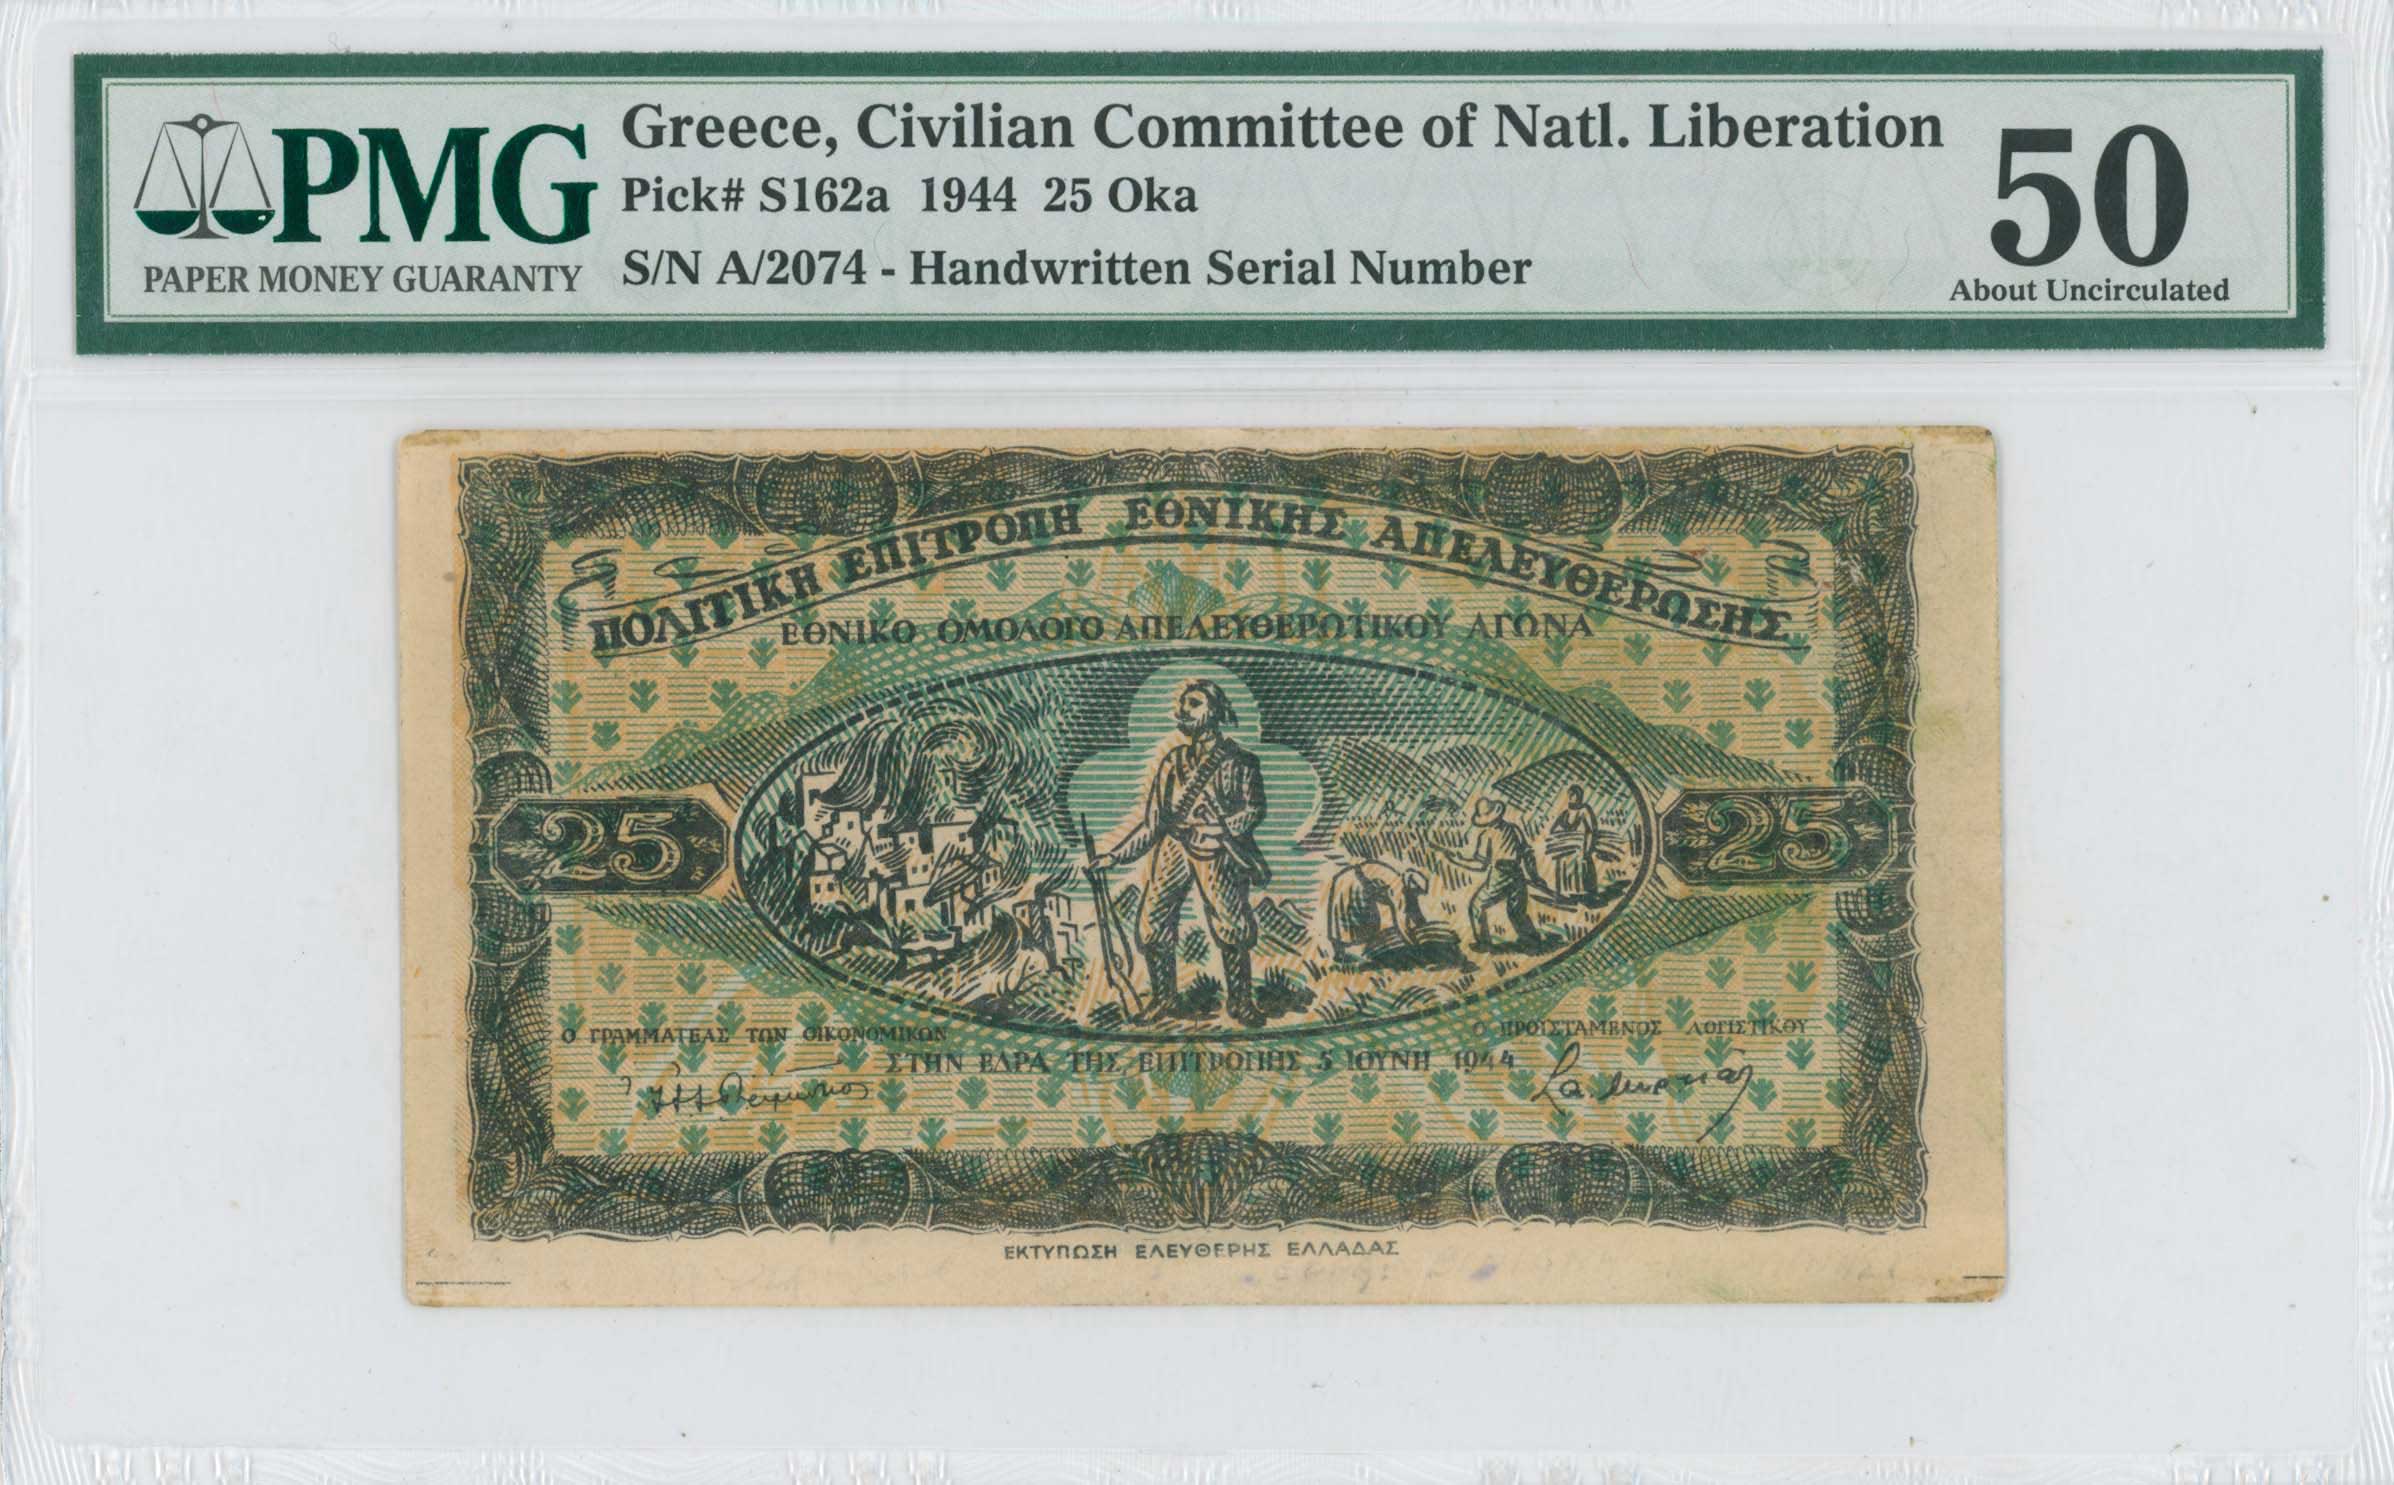 PMG
PAPER MONEY GUARANTY
Greece, Civilian Committee of Natl. Liberation
Pick# S162a 1944 25 Oka
S/N A/2074 - Handwritten Serial Number
50
About Uncirculated
ΠΟΛΙΤΙΚΗ ΕΠΙΤΡΟΠΗ ΕΘΝΙΚΗΣ ΑΠΕΛΕΥΘΕΡΩΣΗΣ
ΕΘΝΙΚΟ ΟΜΟΛΟΓΟ ΑΠΕΛΕΥΘΕΡΩΤΙΚΟΥ ΑΓΩΝΑ
25 25
Ο ΓΡΑΜΜΑΤΕΑΣ ΤΩΝ ΟΙΚΟΝΟΜΙΚΩΝ
Ο ΠΡΟΪΣΤΑΜΕΝΟΣ ΛΟΓΙΣΤΙΚΟΥ
ΣΤΗΝ ΕΔΡΑ ΤΗΣ ΕΠΙΤΡΟΠΗΣ 5 ΙΟΥΝΗ 1944
ΕΚΤΥΠΩΣΗ ΕΛΕΥΘΕΡΗΣ ΕΛΛΑΔΑΣ